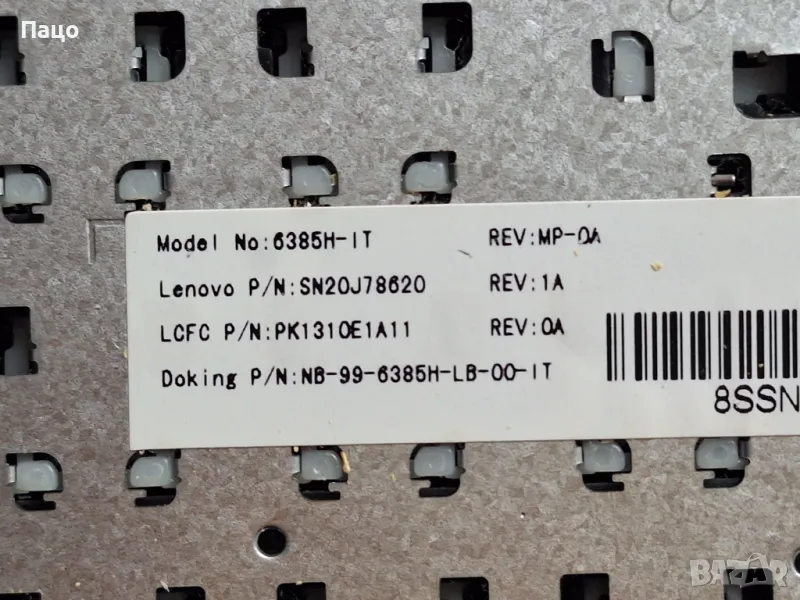 Пацо
Model No:6385H-IT REV:MP-0A
Lenovo P/N:SN20J78620 REV:1A
LCFC P/N:PK1310E1A11 REV:0A
Doking P/N:NB-99-6385H-LB-00-IT
8SSN
BAZAR